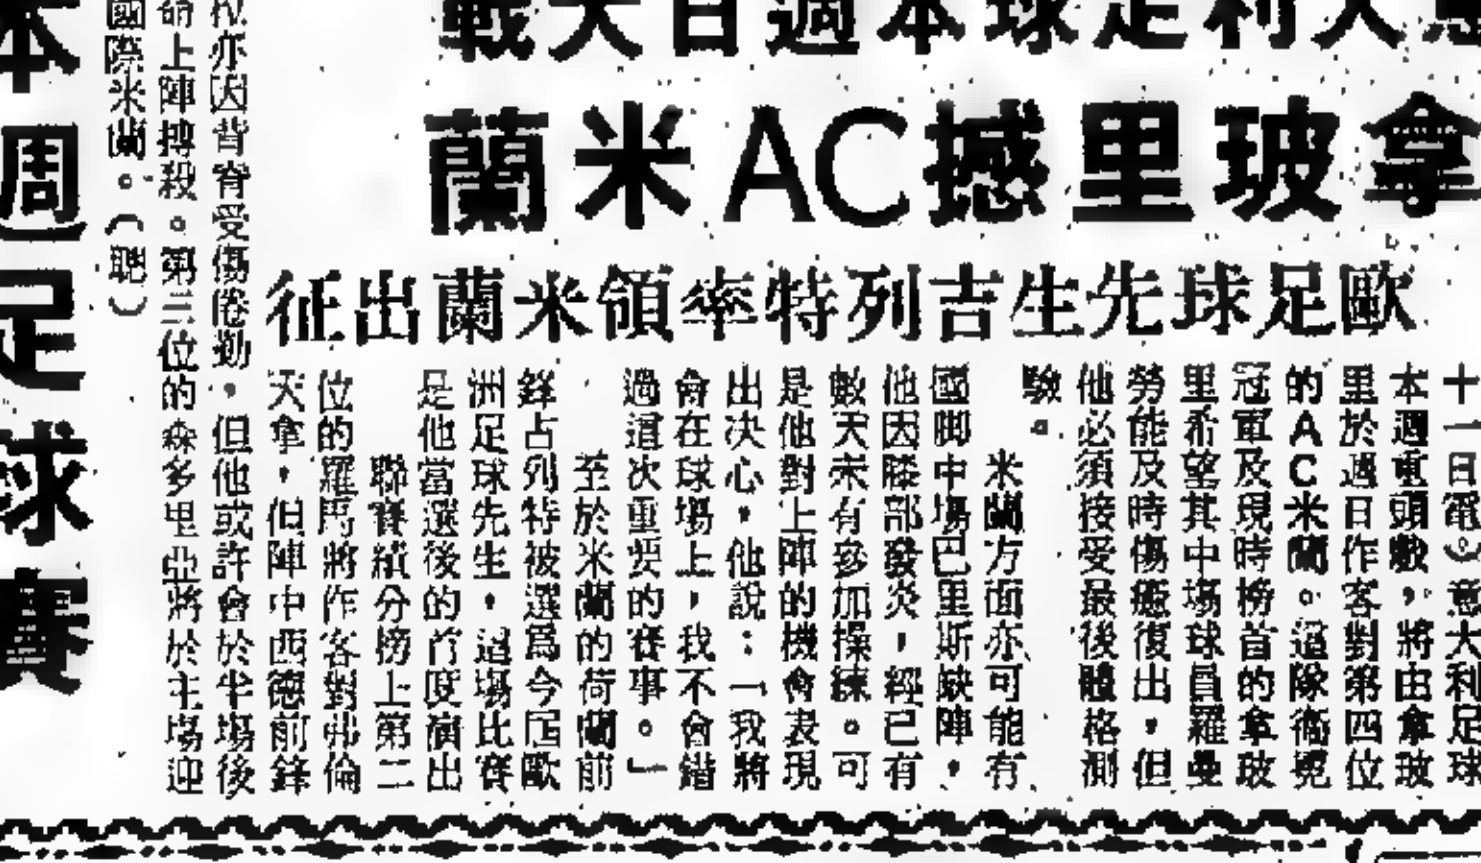 意大利足球本週日大戰
拿玻里撼AC米蘭
歐足球先生吉列特率領米蘭出征
十一日電。）意大利足球
本週重頭戲，將由拿玻
里於週日作客對第四位
的AC米蘭。這隊衛冕
冠軍及現時榜首的拿玻
里希望其中場球員羅曼
勞能及時傷癒復出，但
他必須接受最後體格測
驗。
米蘭方面亦可能有
國脚中場巴里斯缺陣，
他因膝部發炎，經已有
數天未有參加操練。可
是他對上陣的機會表現
出決心，他說：「我將
會在球場上，我不會錯
過這次重要的賽事。」
至於米蘭的荷蘭前
鋒占列特被選爲今屆歐
洲足球先生，這場比賽
是他當選後的首度演出
聯賽積分榜上第二
位的羅馬將作客對弗倫
天拿，但陣中西德前鋒
亦因背脊受傷倦勤，但他或許會於半場後
上陣搏殺。第三位的森多里亞將於主場迎
國際米蘭。（聰）
本週足球賽